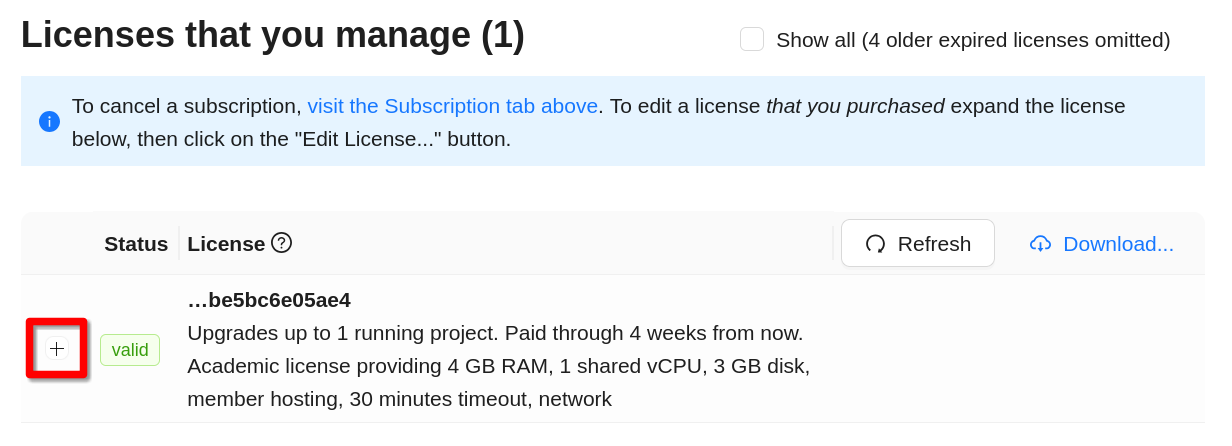 Licenses that you manage (1)
Show all (4 older expired licenses omitted)
To cancel a subscription, visit the Subscription tab above. To edit a license that you purchased expand the license
below, then click on the "Edit License..." button.
Status License Refresh Download...
…be5bc6e05ae4
Upgrades up to 1 running project. Paid through 4 weeks from now.
valid
Academic license providing 4 GB RAM, 1 shared vCPU, 3 GB disk,
member hosting, 30 minutes timeout, network